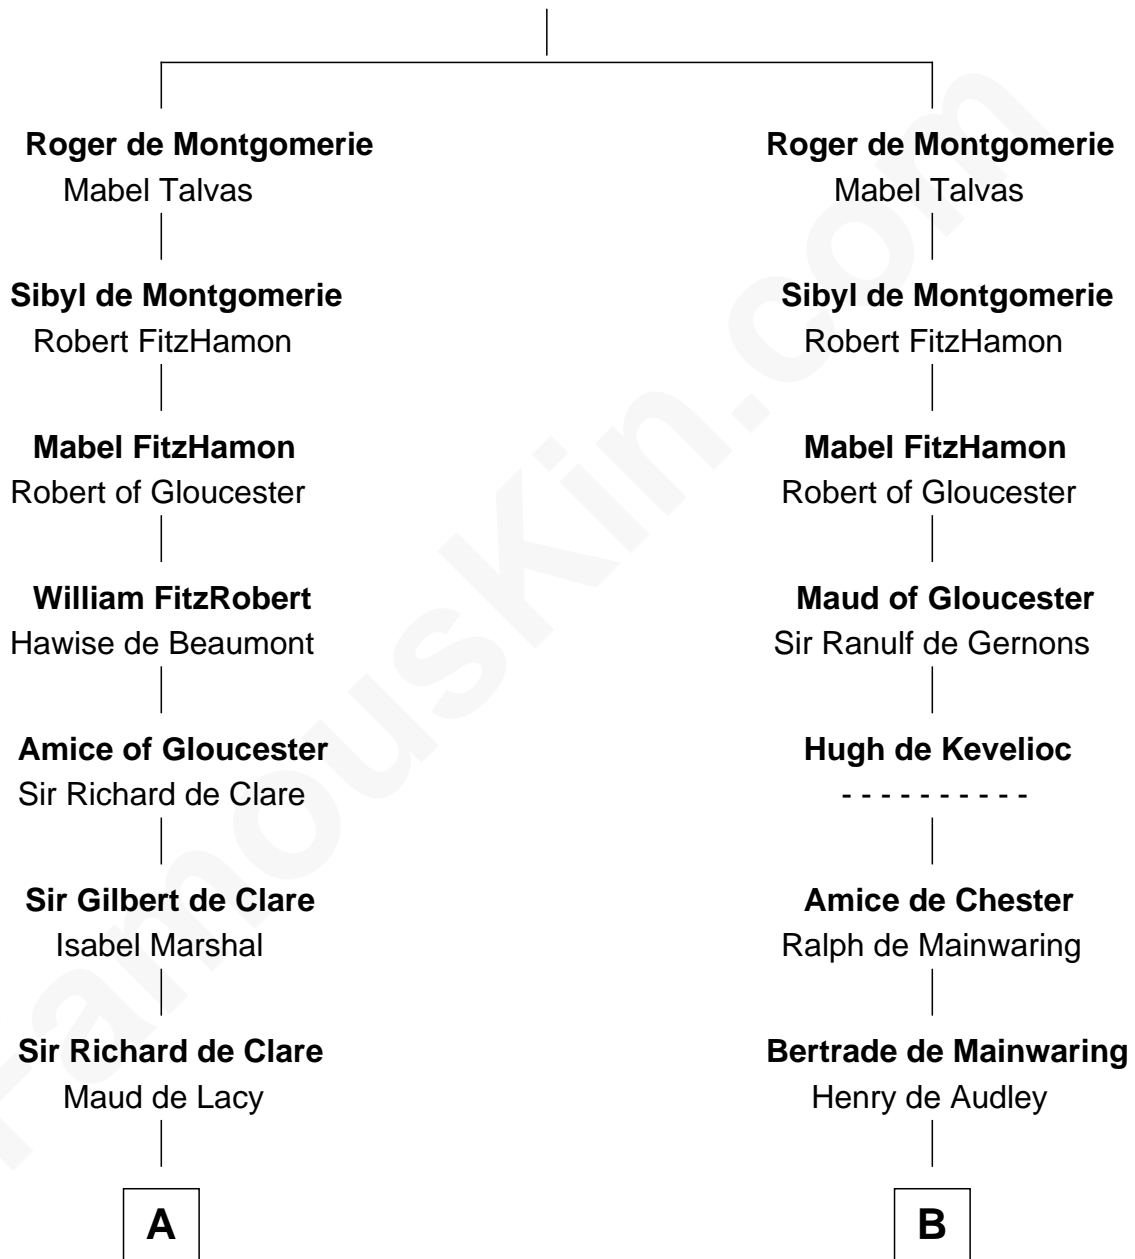 Roger de Montgomerie
Mabel Talvas
Sibyl de Montgomerie
Robert FitzHamon
Mabel FitzHamon
Robert of Gloucester
William FitzRobert
Hawise de Beaumont
Amice of Gloucester
Sir Richard de Clare
Sir Gilbert de Clare
Isabel Marshal
Sir Richard de Clare
Maud de Lacy
A
Roger de Montgomerie
Mabel Talvas
Sibyl de Montgomerie
Robert FitzHamon
Mabel FitzHamon
Robert of Gloucester
Maud of Gloucester
Sir Ranulf de Gernons
Hugh de Kevelioc
- - - - - - - - - -
Amice de Chester
Ralph de Mainwaring
Bertrade de Mainwaring
Henry de Audley
B
FamousKin.com